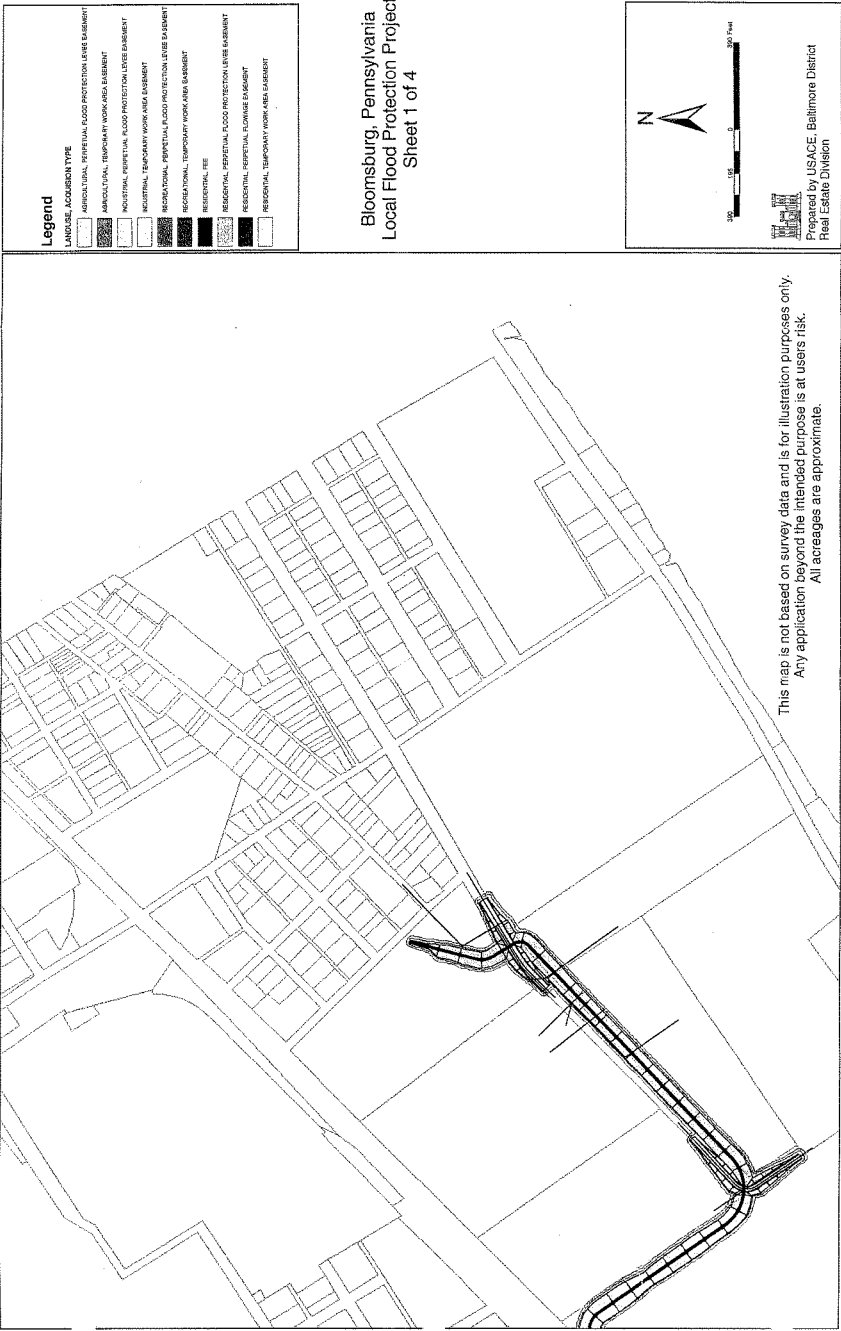 Legend
LANDUSE, ACQUISION TYPE
AGRICULTURAL, PERPETUAL FLOOD PROTECTION LEVEE EASEMENT
AGRICULTURAL, TEMPORARY WORK AREA EASEMENT
INDUSTRIAL, PERPETUAL FLOOD PROTECTION LEVEE EASEMENT
INDUSTRIAL, TEMPORARY WORK AREA EASEMENT
RECREATIONAL, PERPETUAL FLOOD PROTECTION LEVEE EASEMENT
RECREATIONAL, TEMPORARY WORK AREA EASEMENT
RESIDENTIAL, FEE
RESIDENTIAL, PERPETUAL FLOOD PROTECTION LEVEE EASEMENT
RESIDENTIAL, PERPETUAL FLOWAGE EASEMENT
RESIDENTIAL, TEMPORARY WORK AREA EASEMENT
Bloomsburg, Pennsylvania
Local Flood Protection Project
Sheet 1 of 4
N
390 195 0 390 Feet
Prepared by USACE, Baltimore District
Real Estate Division
This map is not based on survey data and is for illustration purposes only.
Any application beyond the intended purpose is at users risk.
All acreages are approximate.